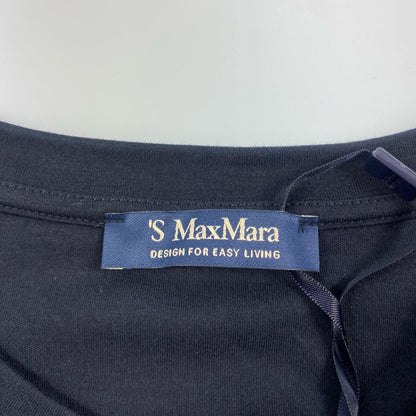 'S MaxMara
DESIGN FOR EASY LIVING